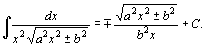 ∫ dx / (x²√(a²x² ± b²)) = ∓ √(a²x² ± b²) / (b²x) + C.